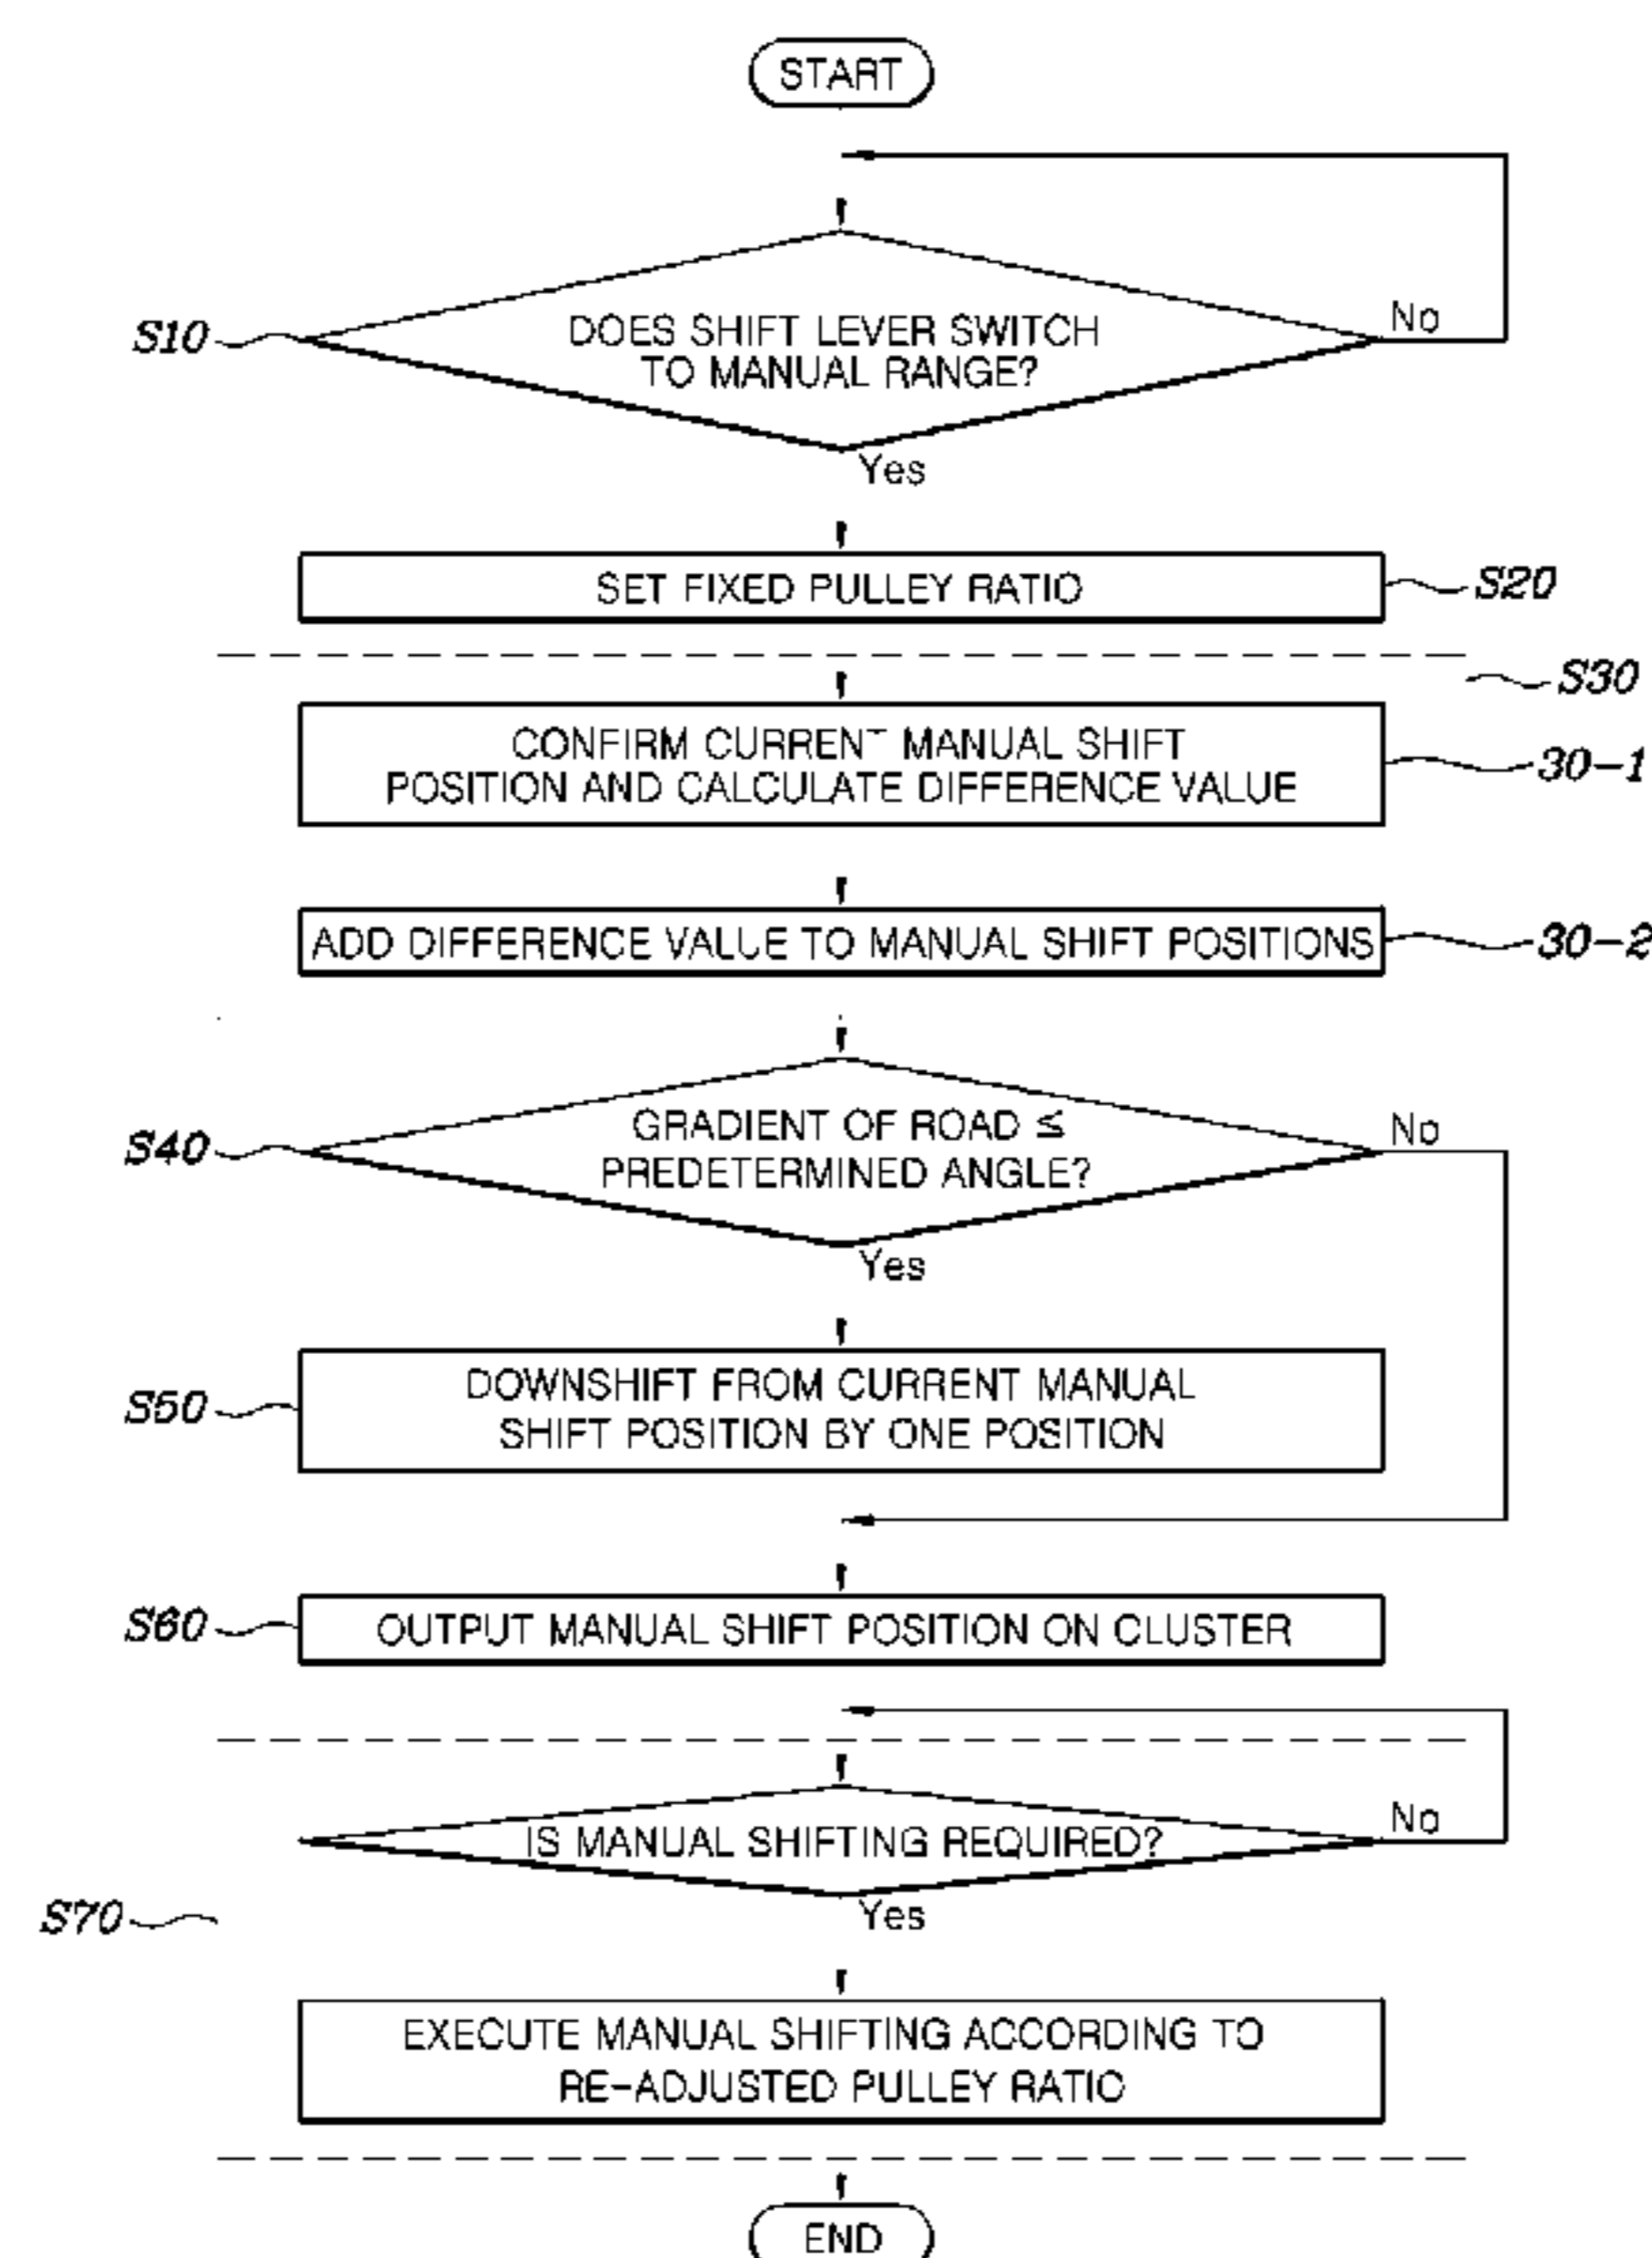 START
DOES SHIFT LEVER SWITCH
TO MANUAL RANGE?
No
S10
Yes
SET FIXED PULLEY RATIO
S20
S30
CONFIRM CURRENT MANUAL SHIFT
POSITION AND CALCULATE DIFFERENCE VALUE
30-1
ADD DIFFERENCE VALUE TO MANUAL SHIFT POSITIONS
30-2
GRADIENT OF ROAD ≤
PREDETERMINED ANGLE?
No
S40
Yes
DOWNSHIFT FROM CURRENT MANUAL
SHIFT POSITION BY ONE POSITION
S50
OUTPUT MANUAL SHIFT POSITION ON CLUSTER
S60
IS MANUAL SHIFTING REQUIRED?
No
Yes
S70
EXECUTE MANUAL SHIFTING ACCORDING TO
RE-ADJUSTED PULLEY RATIO
END